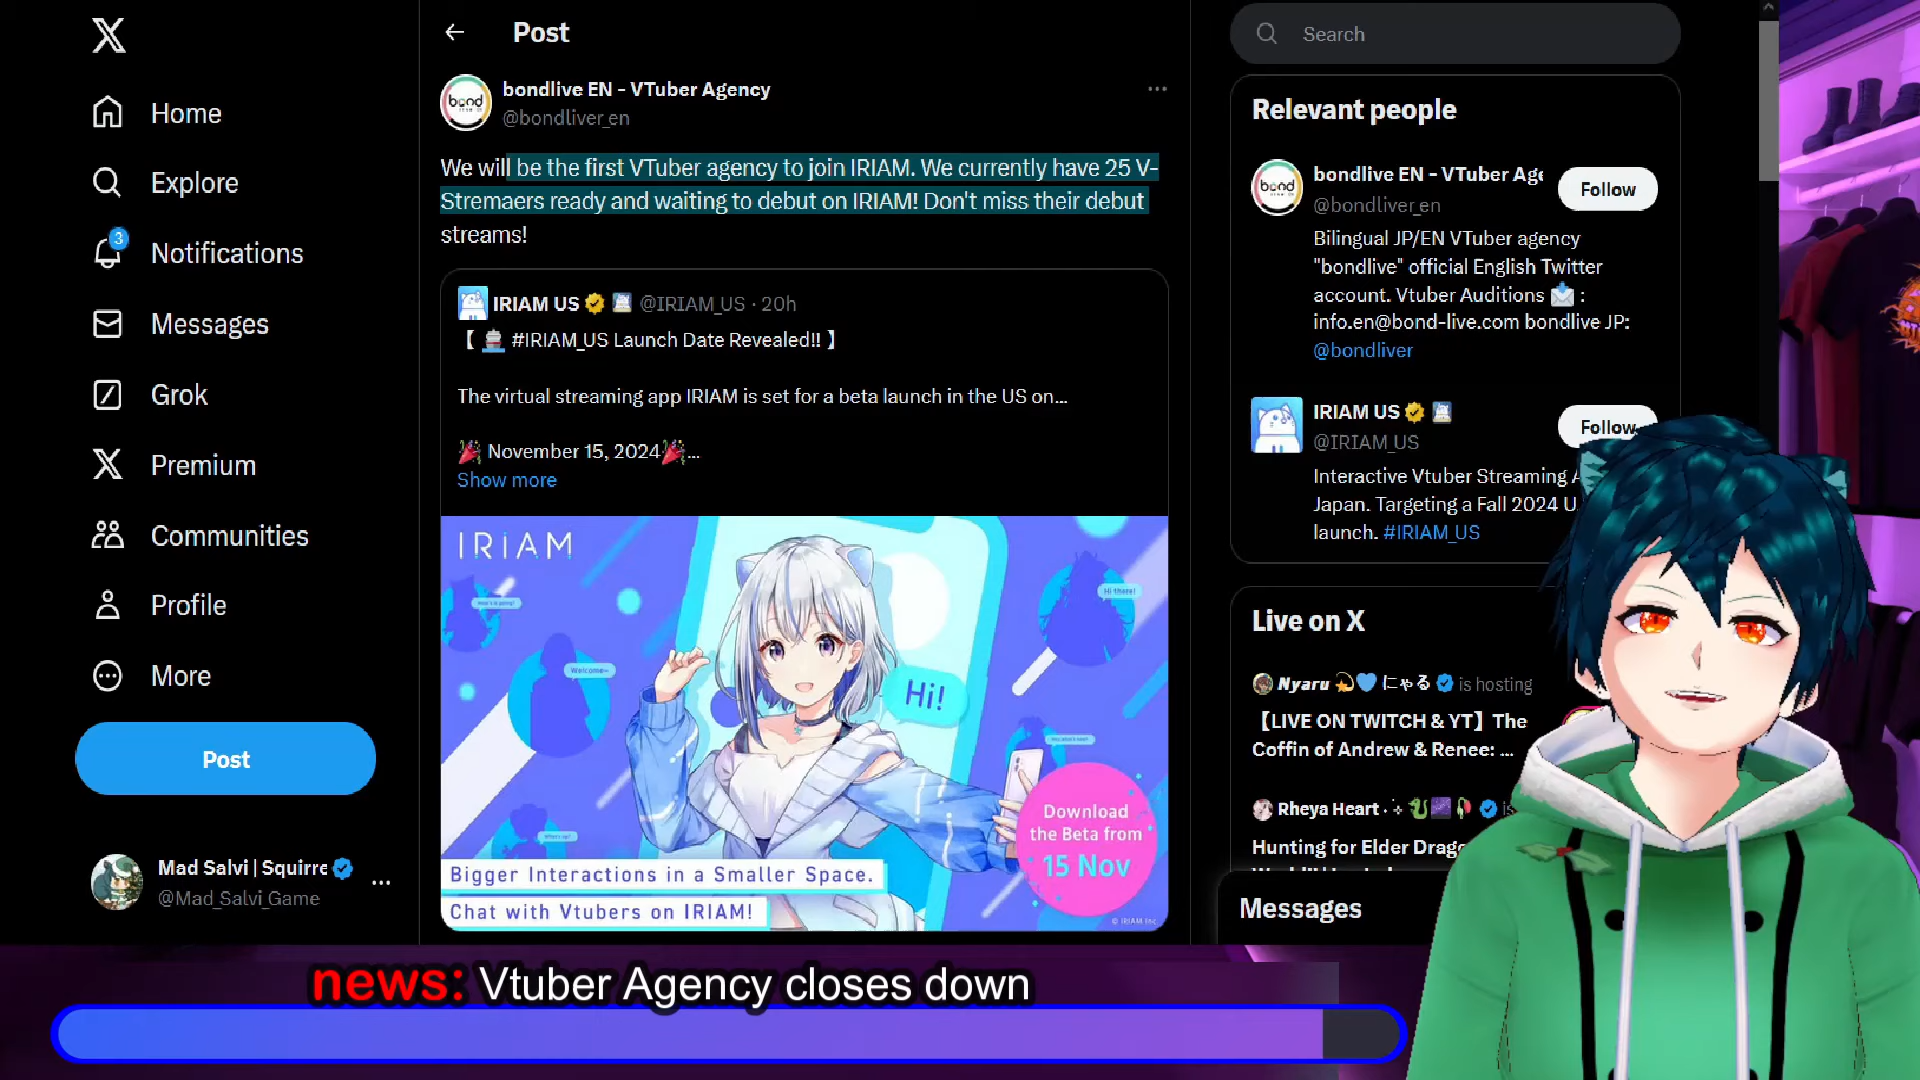 Home
Explore
3
Notifications
Messages
Grok
Premium
Communities
Profile
More
Post
Mad Salvi | Squirre
@Mad_Salvi_Game
Post
bond
bondlive EN - VTuber Agency
@bondliver_en
We will be the first VTuber agency to join IRIAM. We currently have 25 V-
Stremaers ready and waiting to debut on IRIAM! Don't miss their debut
streams!
IRIAM US @IRIAM_US · 20h
【 #IRIAM_US Launch Date Revealed!! 】
The virtual streaming app IRIAM is set for a beta launch in the US on...
November 15, 2024 ...
Show more
IRIAM
Hi there!
Welcome~
Hi!
Download
the Beta from
15 Nov
Bigger Interactions in a Smaller Space.
Chat with Vtubers on IRIAM!
© IRIAM Inc.
Search
Relevant people
bond
bondlive EN - VTuber Age
@bondliver_en
Follow
Bilingual JP/EN VTuber agency
"bondlive" official English Twitter
account. Vtuber Auditions :
info.en@bond-live.com bondlive JP:
@bondliver
IRIAM US
@IRIAM_US
Follow
Interactive Vtuber Streaming A
Japan. Targeting a Fall 2024 U.
launch. #IRIAM_US
Live on X
Nyaru にゃる is hosting
【LIVE ON TWITCH & YT】The
Coffin of Andrew & Renee: ...
Rheya Heart is
Hunting for Elder Drago
Messages
news: Vtuber Agency closes down